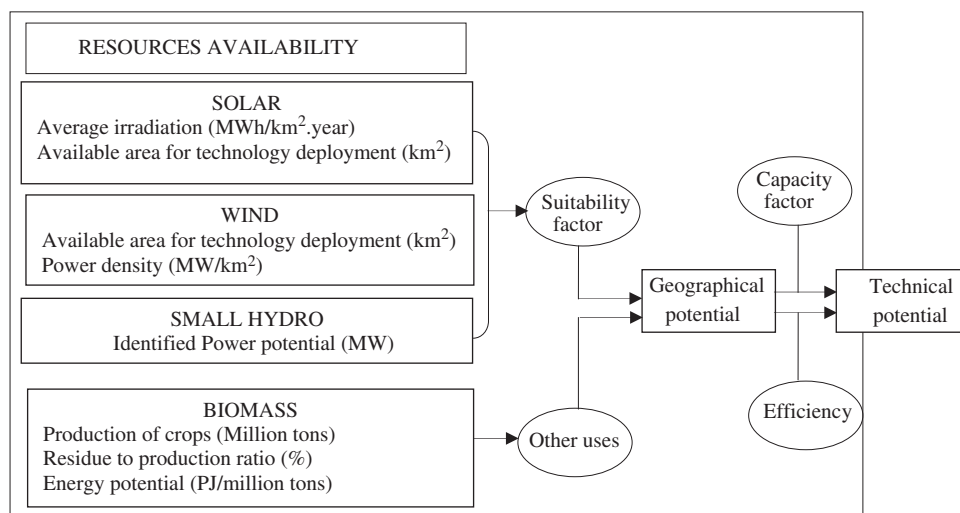 RESOURCES AVAILABILITY
SOLAR
Average irradiation (MWh/km².year)
Available area for technology deployment (km²)
WIND
Available area for technology deployment (km²)
Power density (MW/km²)
SMALL HYDRO
Identified Power potential (MW)
BIOMASS
Production of crops (Million tons)
Residue to production ratio (%)
Energy potential (PJ/million tons)
Suitability
factor
Other uses
Geographical
potential
Capacity
factor
Efficiency
Technical
potential